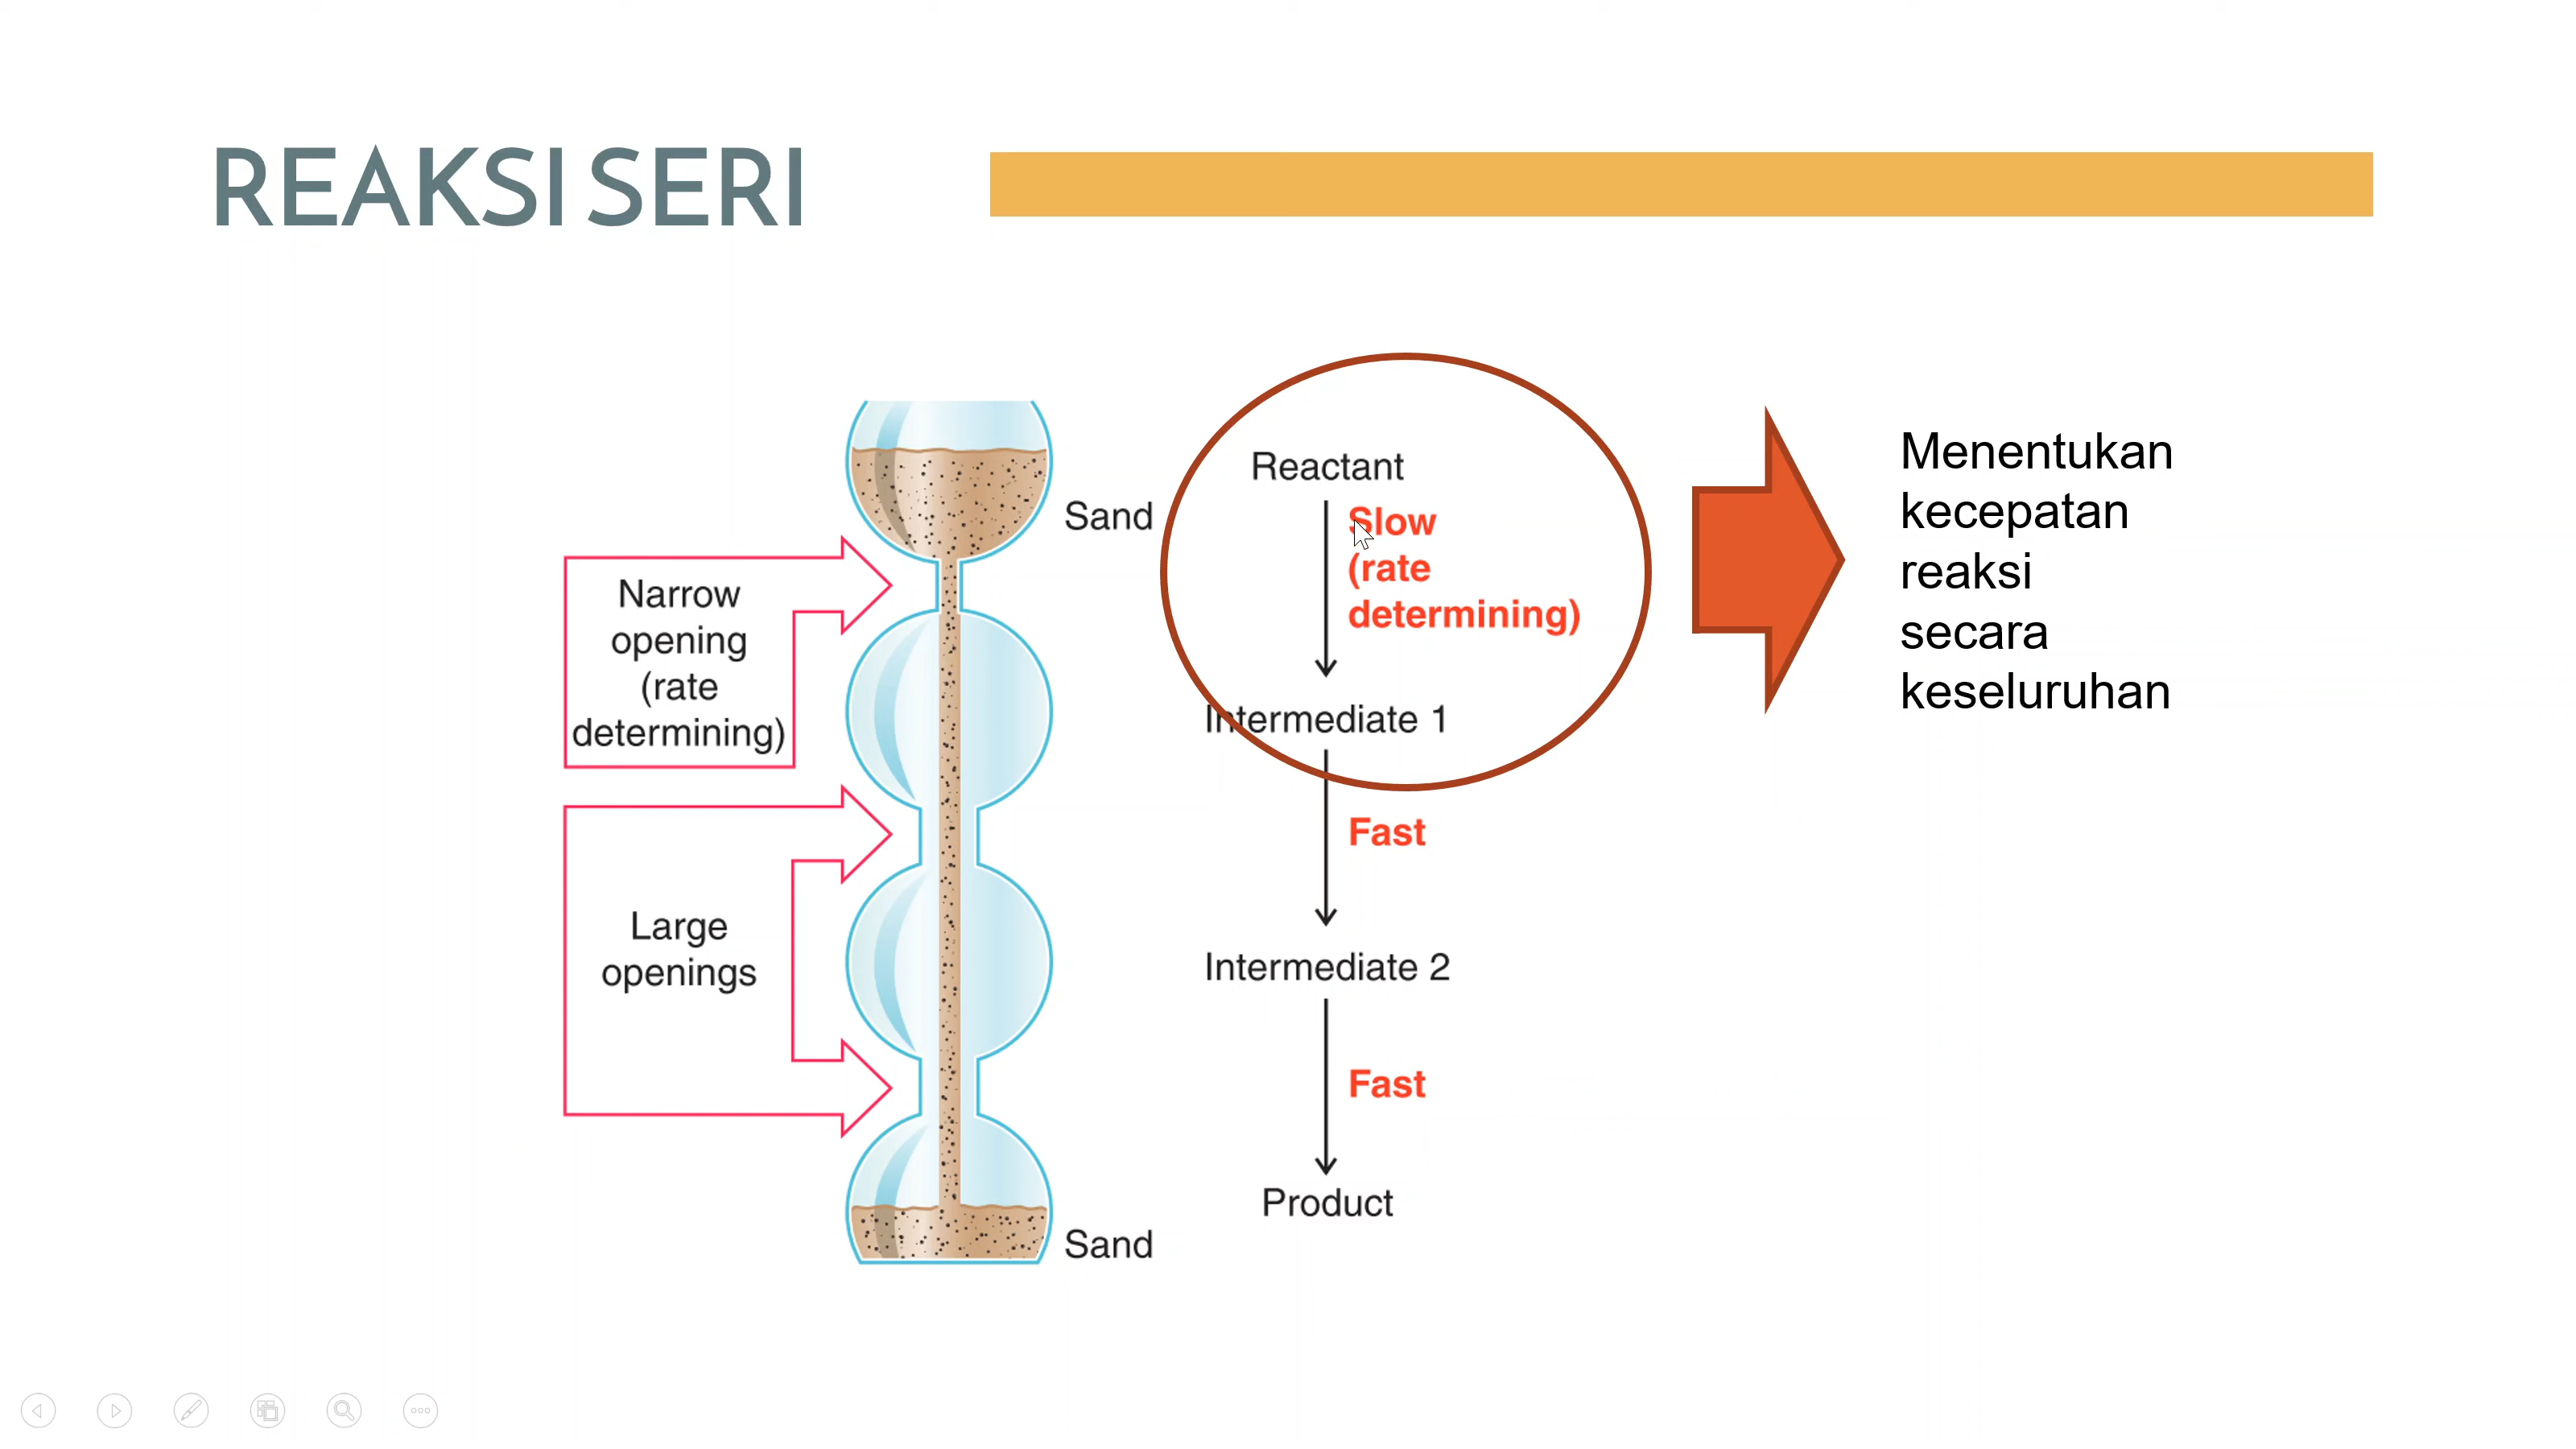 REAKSI SERI
Sand
Narrow
opening
(rate
determining)
Large
openings
Sand
Reactant
Slow
(rate
determining)
Intermediate 1
Fast
Intermediate 2
Fast
Product
Menentukan
kecepatan
reaksi
secara
keseluruhan